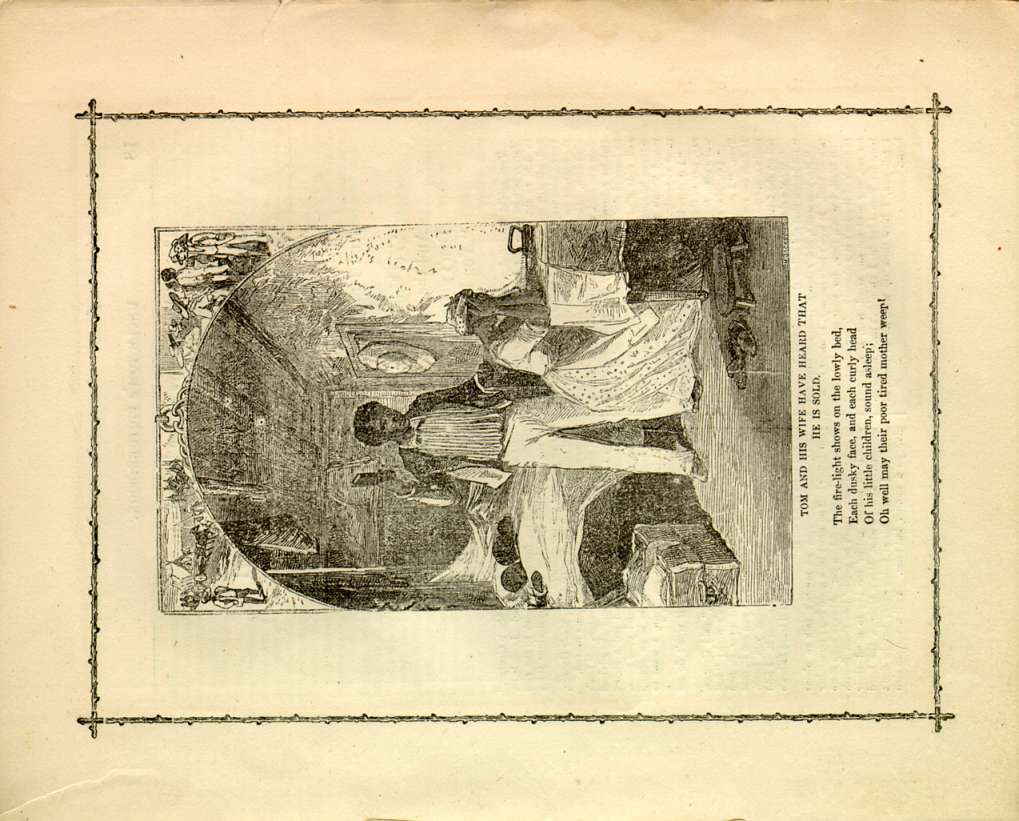 TOM AND HIS WIFE HAVE HEARD THAT
HE IS SOLD.
The fire-light shows on the lowly bed,
Each dusky face, and each curly head
Of his little children, sound asleep;
Oh well may their poor tired mother weep!